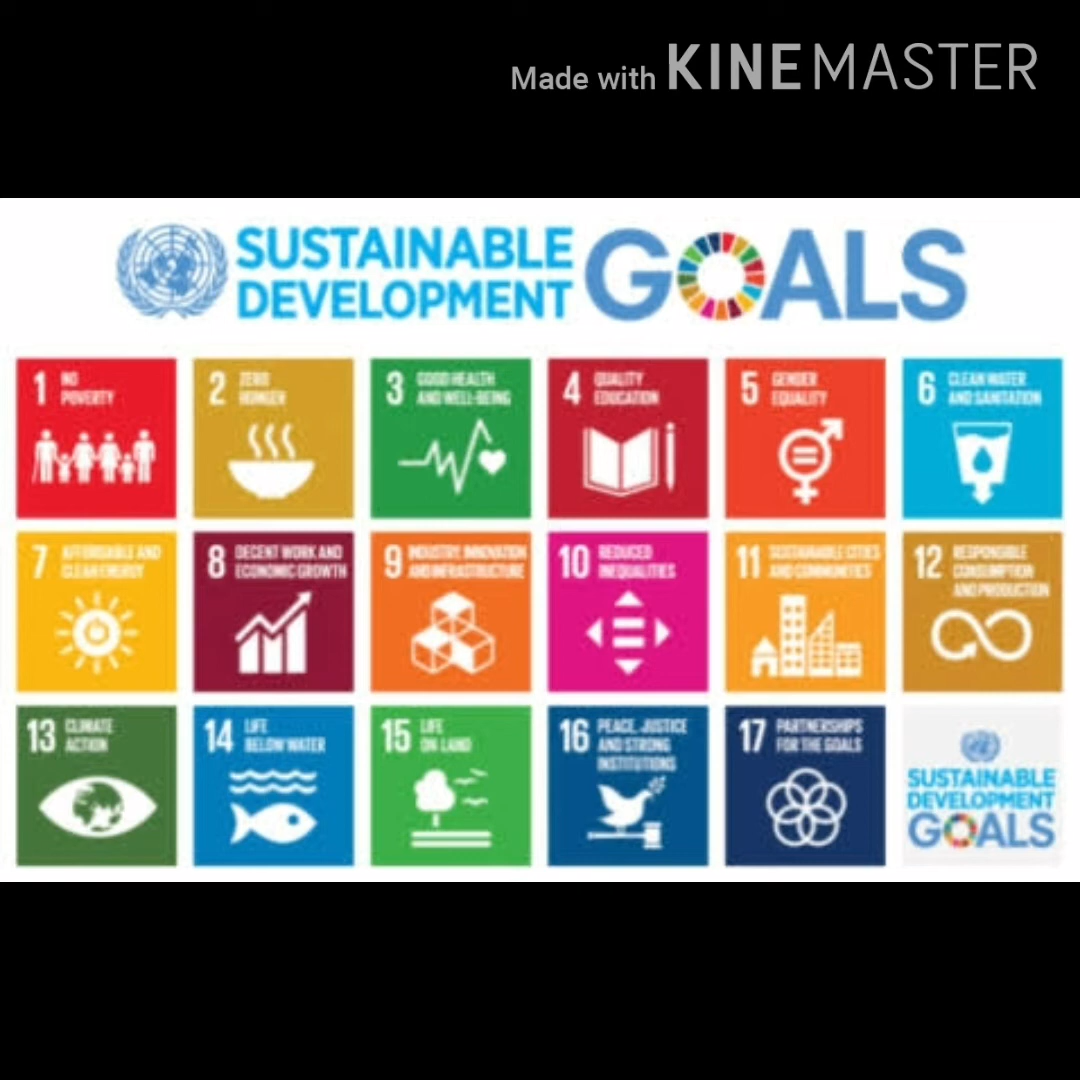 Made with KINEMASTER
SUSTAINABLE
DEVELOPMENT
GOALS
1 NO
POVERTY
2 ZERO
HUNGER
3 GOOD HEALTH
AND WELL-BEING
4 QUALITY
EDUCATION
5 GENDER
EQUALITY
6 CLEAN WATER
AND SANITATION
7 AFFORDABLE AND
CLEAN ENERGY
8 DECENT WORK AND
ECONOMIC GROWTH
9 INDUSTRY, INNOVATION
AND INFRASTRUCTURE
10 REDUCED
INEQUALITIES
11 SUSTAINABLE CITIES
AND COMMUNITIES
12 RESPONSIBLE
CONSUMPTION
AND PRODUCTION
13 CLIMATE
ACTION
14 LIFE
BELOW WATER
15 LIFE
ON LAND
16 PEACE, JUSTICE
AND STRONG
INSTITUTIONS
17 PARTNERSHIPS
FOR THE GOALS
SUSTAINABLE
DEVELOPMENT
GOALS